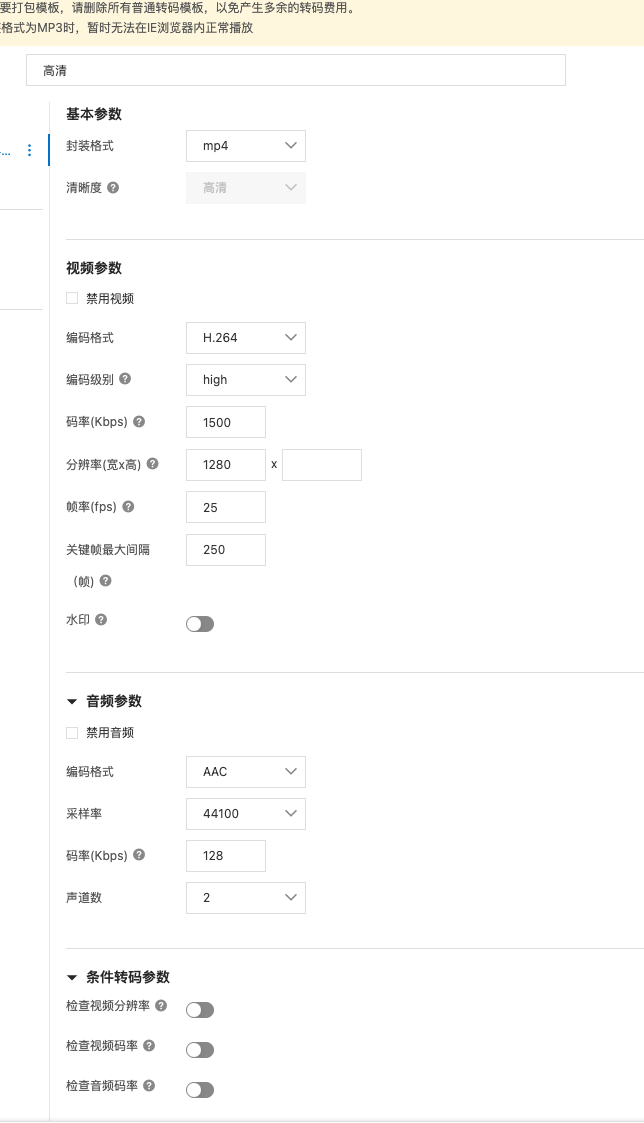 要打包模板，请删除所有普通转码模板，以免产生多余的转码费用。
格式为MP3时，暂时无法在IE浏览器内正常播放
高清
基本参数
封装格式 mp4
清晰度 高清
视频参数
禁用视频
编码格式 H.264
编码级别 high
码率(Kbps) 1500
分辨率(宽x高) 1280 x
帧率(fps) 25
关键帧最大间隔 250
（帧）
水印
音频参数
禁用音频
编码格式 AAC
采样率 44100
码率(Kbps) 128
声道数 2
条件转码参数
检查视频分辨率
检查视频码率
检查音频码率